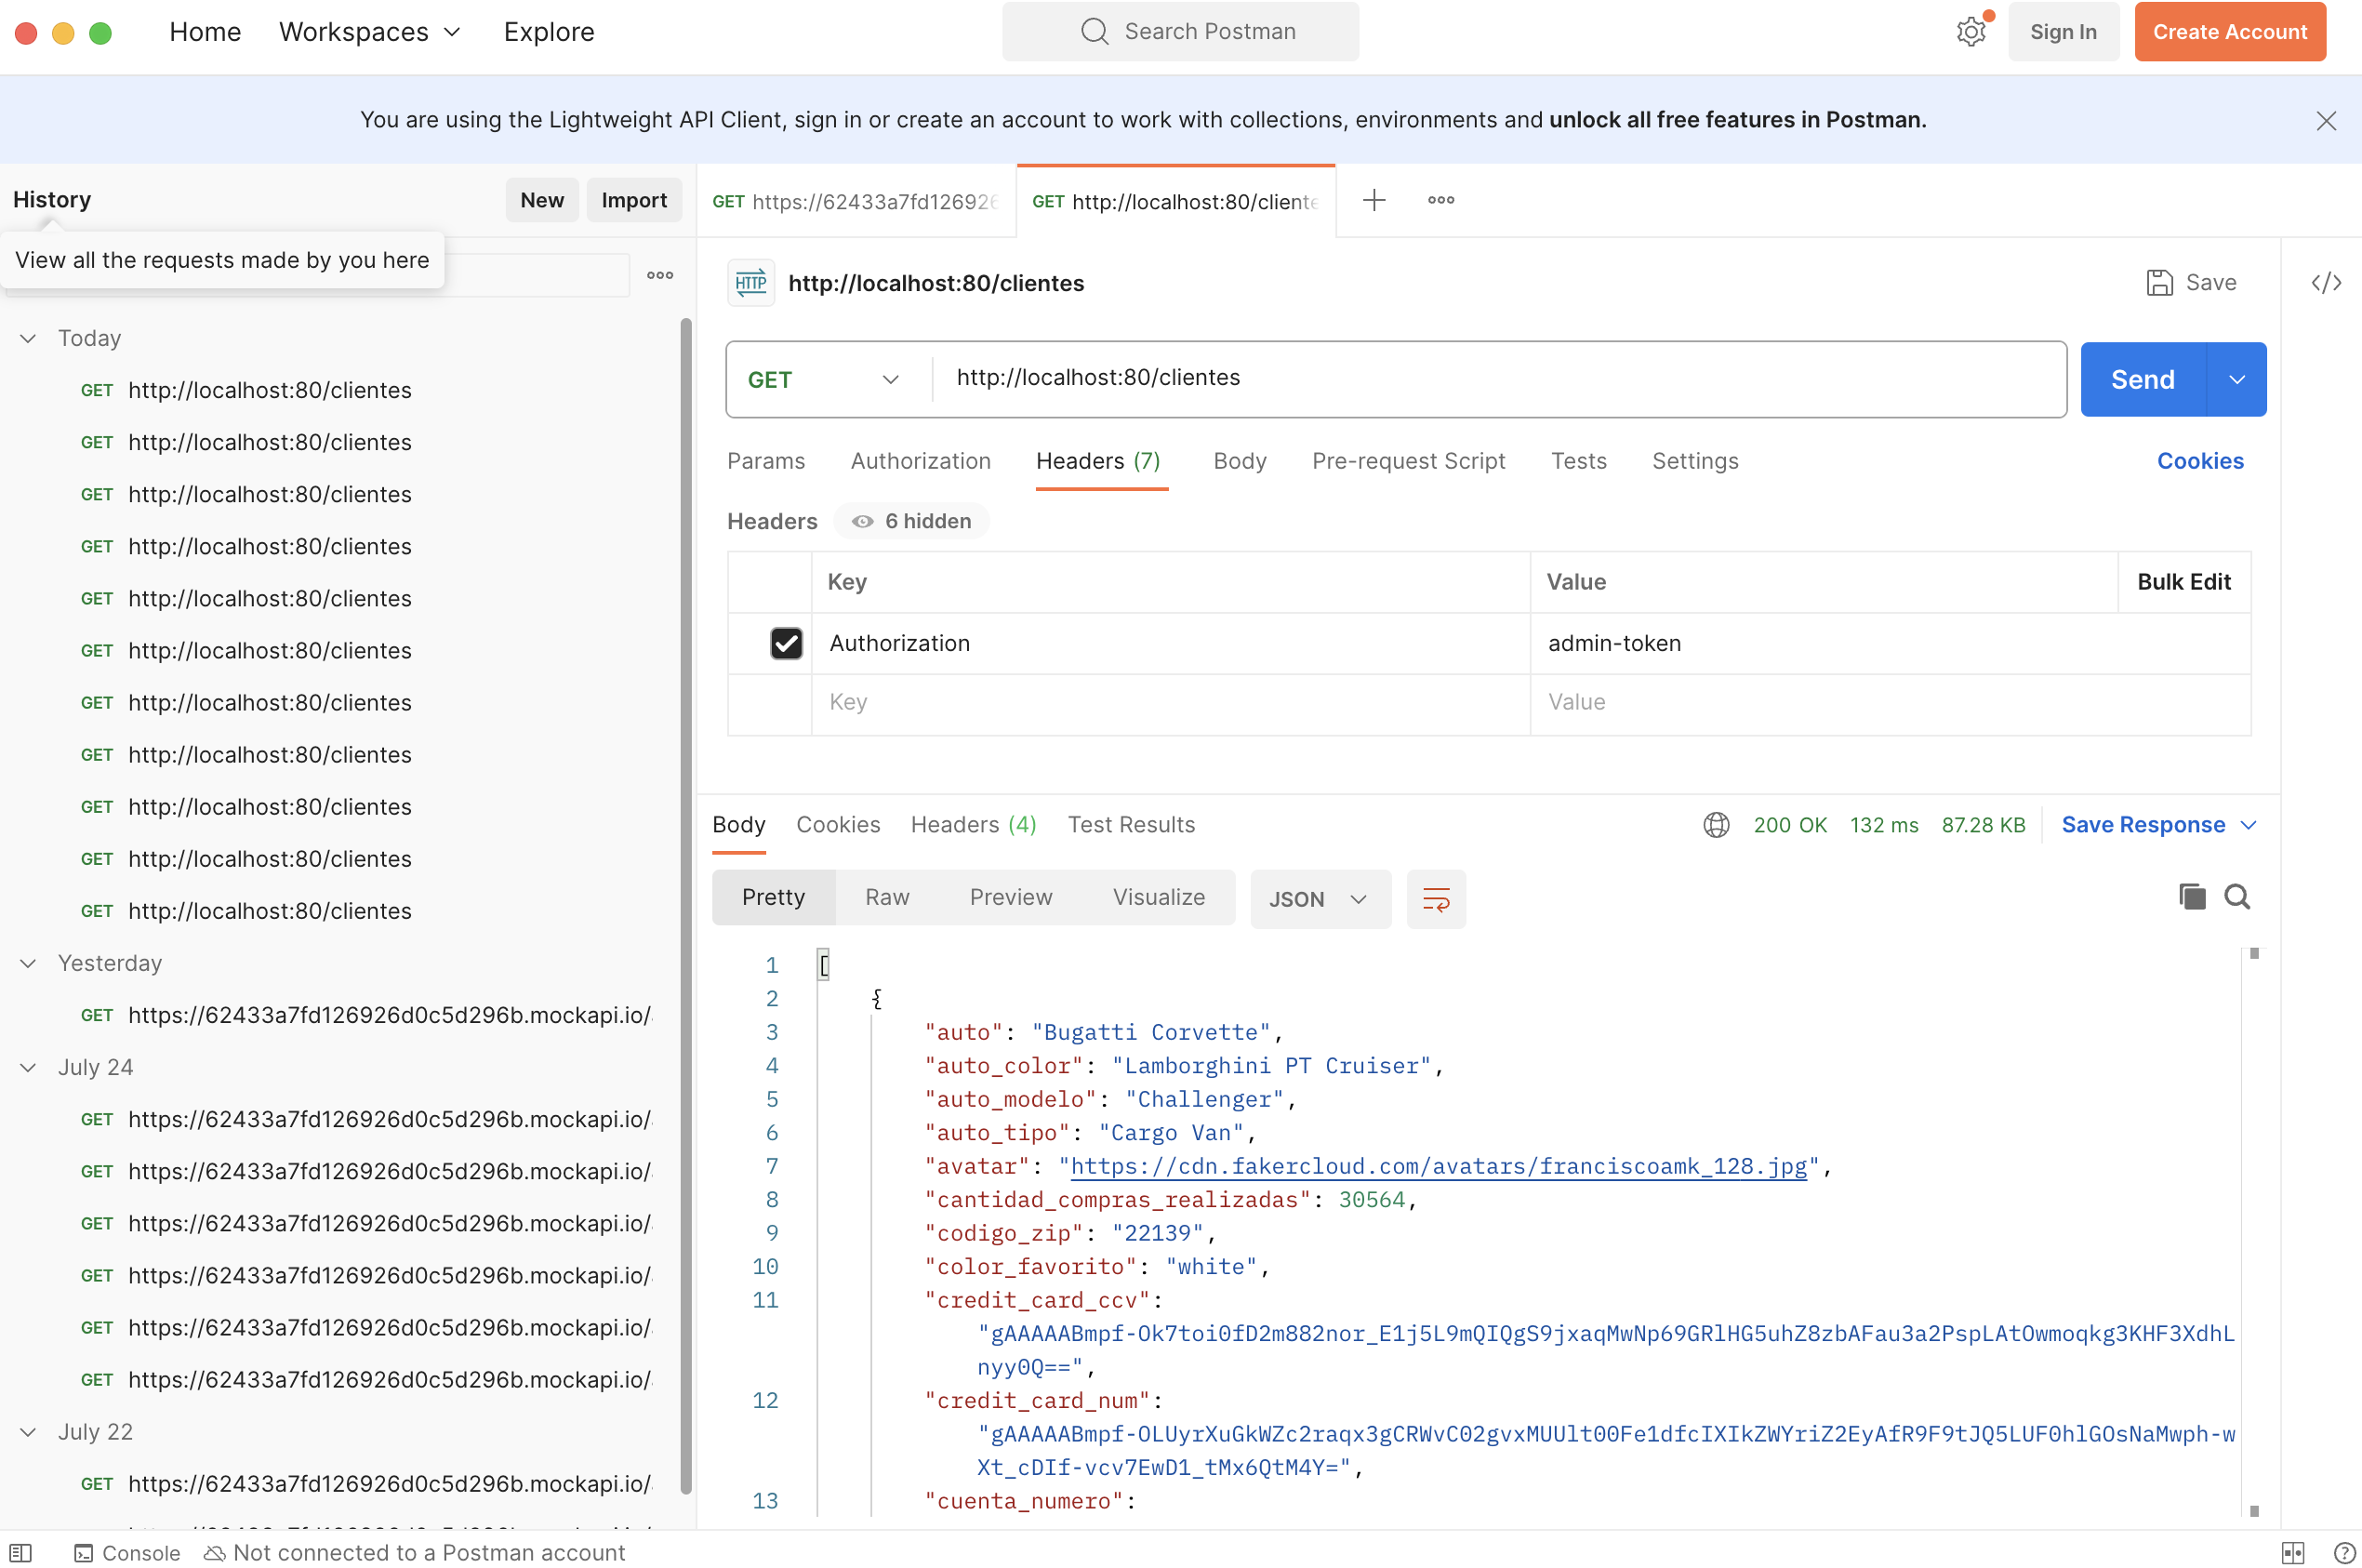 Home Workspaces Explore Search Postman Sign In Create Account
You are using the Lightweight API Client, sign in or create an account to work with collections, environments and unlock all free features in Postman.
History New Import
View all the requests made by you here
Today
GET http://localhost:80/clientes
GET http://localhost:80/clientes
GET http://localhost:80/clientes
GET http://localhost:80/clientes
GET http://localhost:80/clientes
GET http://localhost:80/clientes
GET http://localhost:80/clientes
GET http://localhost:80/clientes
GET http://localhost:80/clientes
GET http://localhost:80/clientes
GET http://localhost:80/clientes
Yesterday
GET https://62433a7fd126926d0c5d296b.mockapi.io/
July 24
GET https://62433a7fd126926d0c5d296b.mockapi.io/
GET https://62433a7fd126926d0c5d296b.mockapi.io/
GET https://62433a7fd126926d0c5d296b.mockapi.io/
GET https://62433a7fd126926d0c5d296b.mockapi.io/
GET https://62433a7fd126926d0c5d296b.mockapi.io/
GET https://62433a7fd126926d0c5d296b.mockapi.io/
July 22
GET https://62433a7fd126926d0c5d296b.mockapi.io/
GET https://62433a7fd126926 GET http://localhost:80/cliente
HTTP http://localhost:80/clientes Save </>
GET http://localhost:80/clientes Send
Params Authorization Headers (7) Body Pre-request Script Tests Settings Cookies
Headers 6 hidden
Key Value Bulk Edit
Authorization admin-token
Key Value
Body Cookies Headers (4) Test Results 200 OK 132 ms 87.28 KB Save Response
Pretty Raw Preview Visualize JSON
1 [
2 {
3 "auto": "Bugatti Corvette",
4 "auto_color": "Lamborghini PT Cruiser",
5 "auto_modelo": "Challenger",
6 "auto_tipo": "Cargo Van",
7 "avatar": "https://cdn.fakercloud.com/avatars/franciscoamk_128.jpg",
8 "cantidad_compras_realizadas": 30564,
9 "codigo_zip": "22139",
10 "color_favorito": "white",
11 "credit_card_ccv":
"gAAAAABmpf-Ok7toi0fD2m882nor_E1j5L9mQIQgS9jxaqMwNp69GRlHG5uhZ8zbAFau3a2PspLAtOwmoqkg3KHF3XdhL
nyy0Q==",
12 "credit_card_num":
"gAAAAABmpf-OLUyrXuGkWZc2raqx3gCRWvC02gvxMUUlt00Fe1dfcIXIkZWYriZ2EyAfR9F9tJQ5LUF0hlGOsNaMwph-w
Xt_cDIf-vcv7EwD1_tMx6QtM4Y=",
13 "cuenta_numero":
Console Not connected to a Postman account